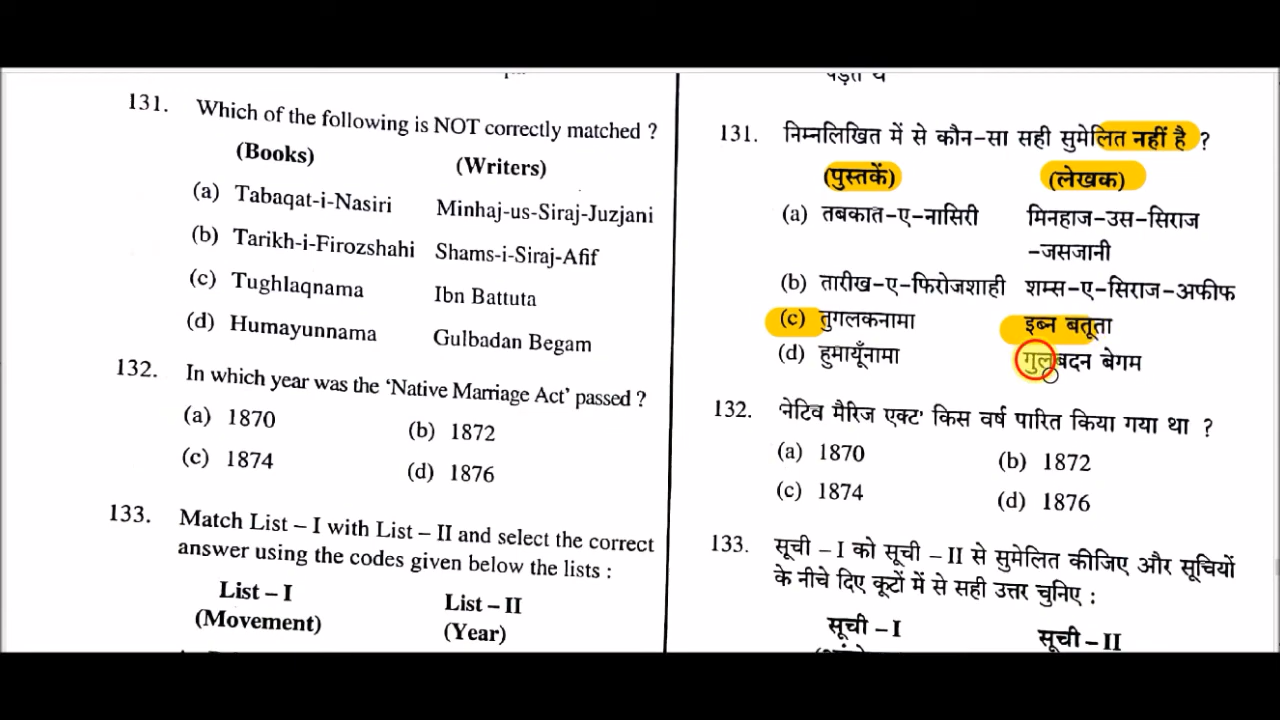 131. Which of the following is NOT correctly matched ?
(Books) (Writers)
(a) Tabaqat-i-Nasiri Minhaj-us-Siraj-Juzjani
(b) Tarikh-i-Firozshahi Shams-i-Siraj-Afif
(c) Tughlaqnama Ibn Battuta
(d) Humayunnama Gulbadan Begam
132. In which year was the ‘Native Marriage Act’ passed ?
(a) 1870 (b) 1872
(c) 1874 (d) 1876
133. Match List – I with List – II and select the correct
answer using the codes given below the lists :
List – I List – II
(Movement) (Year)
131. निम्नलिखित में से कौन-सा सही सुमेलित नहीं है ?
(पुस्तकें) (लेखक)
(a) तबकात-ए-नासिरी मिनहाज-उस-सिराज
-जसजानी
(b) तारीख-ए-फिरोजशाही शम्स-ए-सिराज-अफीफ
(c) तुगलकनामा इब्न बतूता
(d) हुमायूँनामा गुलबदन बेगम
132. ‘नेटिव मैरिज एक्ट’ किस वर्ष पारित किया गया था ?
(a) 1870 (b) 1872
(c) 1874 (d) 1876
133. सूची – I को सूची – II से सुमेलित कीजिए और सूचियों
के नीचे दिए कूटों में से सही उत्तर चुनिए :
सूची – I सूची – II